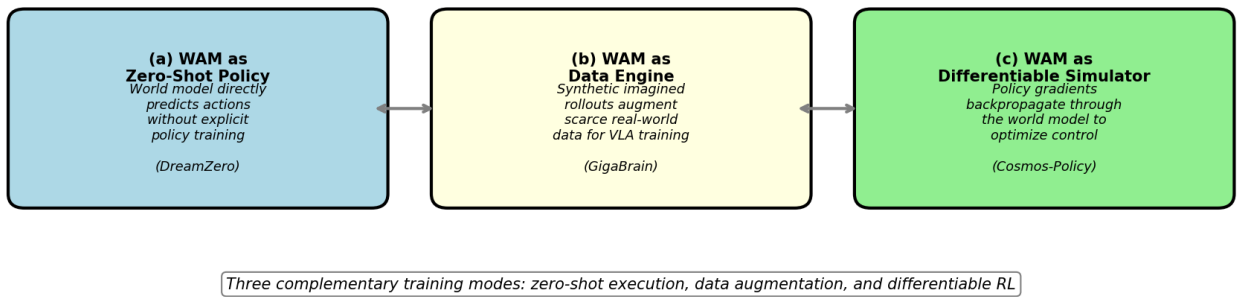 (a) WAM as
Zero-Shot Policy
World model directly
predicts actions
without explicit
policy training
(DreamZero)
(b) WAM as
Data Engine
Synthetic imagined
rollouts augment
scarce real-world
data for VLA training
(GigaBrain)
(c) WAM as
Differentiable Simulator
Policy gradients
backpropagate through
the world model to
optimize control
(Cosmos-Policy)
Three complementary training modes: zero-shot execution, data augmentation, and differentiable RL